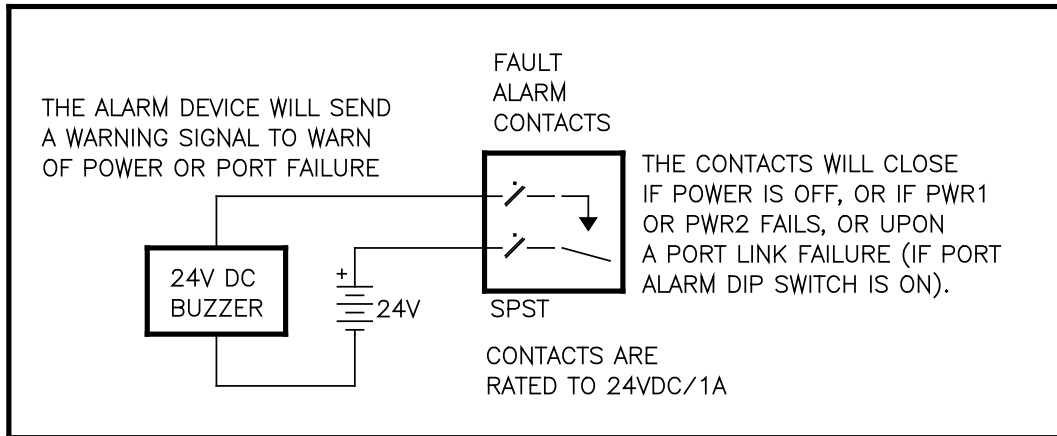 FAULT
ALARM
CONTACTS
THE ALARM DEVICE WILL SEND
A WARNING SIGNAL TO WARN
OF POWER OR PORT FAILURE
THE CONTACTS WILL CLOSE
IF POWER IS OFF, OR IF PWR1
OR PWR2 FAILS, OR UPON
A PORT LINK FAILURE (IF PORT
ALARM DIP SWITCH IS ON).
24V DC
BUZZER
+
24V
SPST
CONTACTS ARE
RATED TO 24VDC/1A